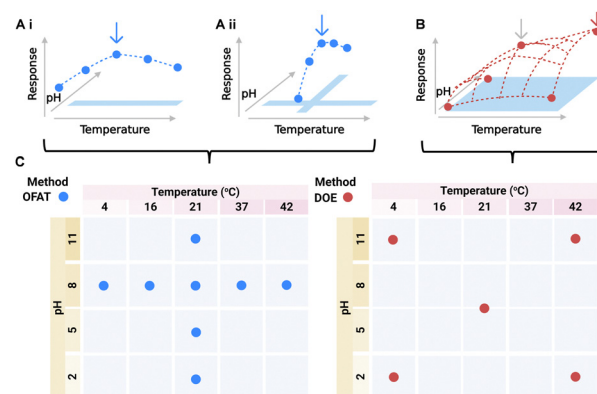 A i
Response
pH
Temperature
A ii
Response
pH
Temperature
B
Response
pH
Temperature
C
Method
OFAT
Temperature (°C)
4 16 21 37 42
pH
11
8
5
2
Method
DOE
Temperature (°C)
4 16 21 37 42
pH
11
8
5
2